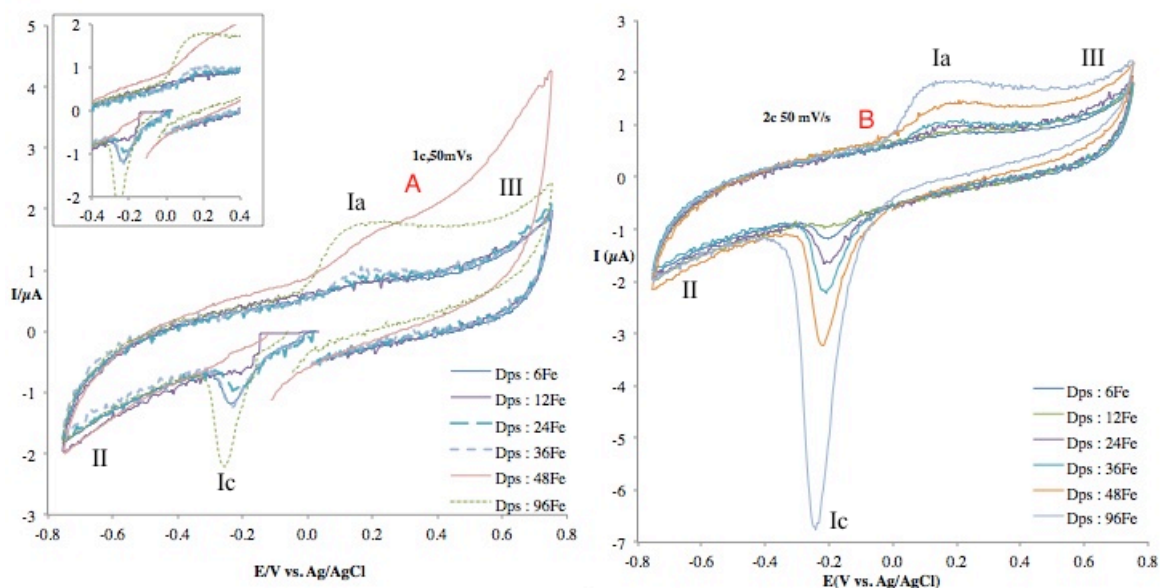 2
1
0
-1
-2
-0.4 -0.2 0.0 0.2 0.4
5
4
3
2
1
0
-1
-2
-3
I/µA
1c,50mVs
A
Ia
III
II
Ic
Dps : 6Fe
Dps : 12Fe
Dps : 24Fe
Dps : 36Fe
Dps : 48Fe
Dps : 96Fe
-0.8 -0.6 -0.4 -0.2 0.0 0.2 0.4 0.6 0.8
E/V vs. Ag/AgCl
3
2
1
0
-1
-2
-3
-4
-5
-6
-7
I (µA)
2c 50 mV/s
B
Ia
III
II
Ic
Dps : 6Fe
Dps : 12Fe
Dps : 24Fe
Dps : 36Fe
Dps : 48Fe
Dps : 96Fe
-0.8 -0.6 -0.4 -0.2 0.0 0.2 0.4 0.6 0.8
E(V vs. Ag/AgCl